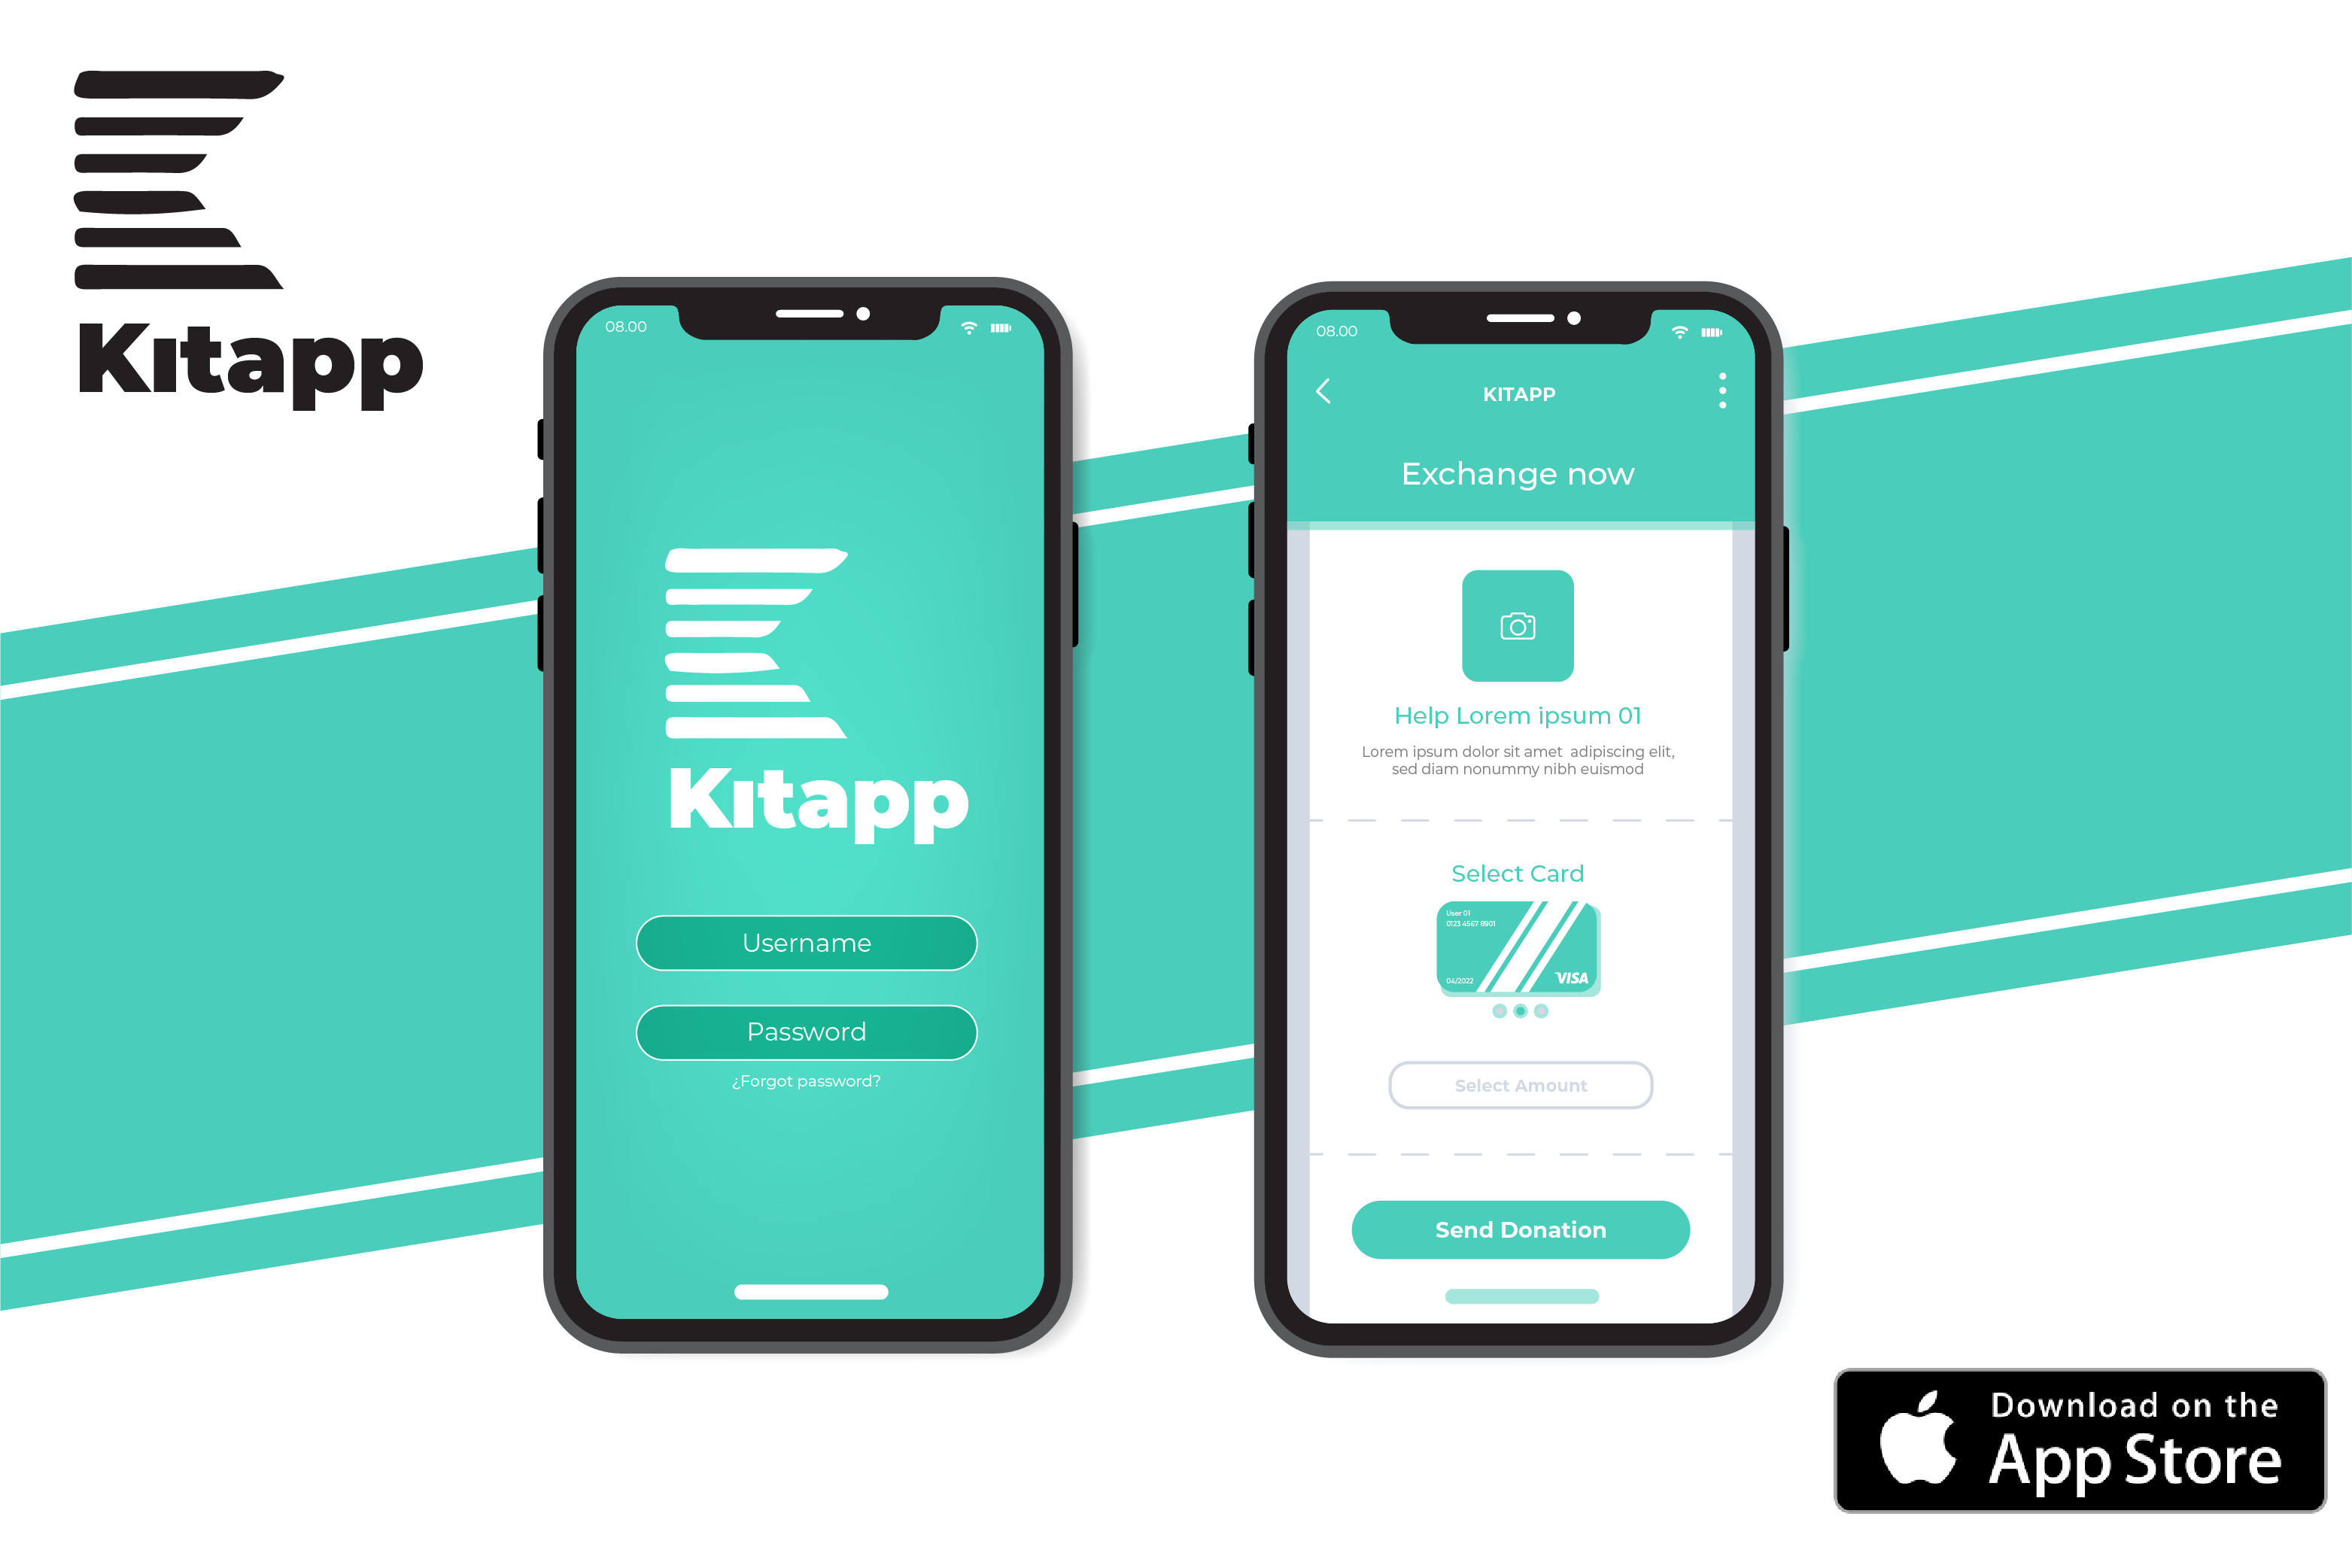 Kıtapp
08.00
Kıtapp
Username
Password
¿Forgot password?
08.00
KITAPP
Exchange now
Help Lorem ipsum 01
Lorem ipsum dolor sit amet  adipiscing elit,
sed diam nonummy nibh euismod
Select Card
User 01
0123 4567 8901
04/2022
VISA
Select Amount
Send Donation
Download on the
App Store